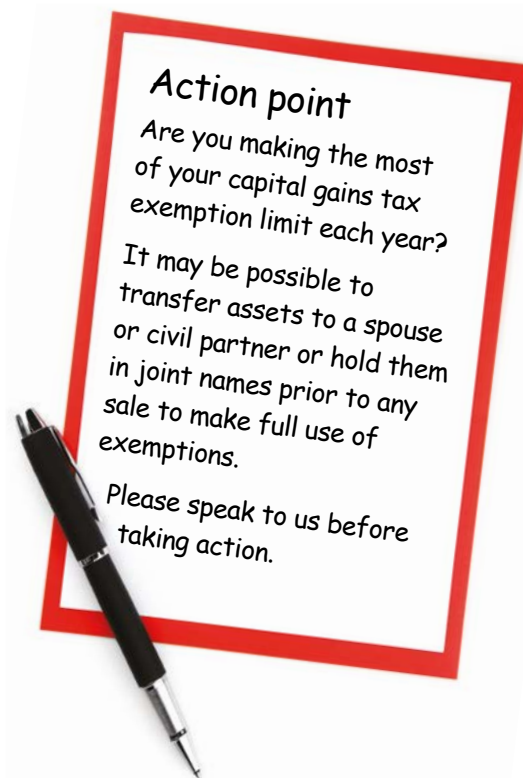 Action point
Are you making the most
of your capital gains tax
exemption limit each year?
It may be possible to
transfer assets to a spouse
or civil partner or hold them
in joint names prior to any
sale to make full use of
exemptions.
Please speak to us before
taking action.